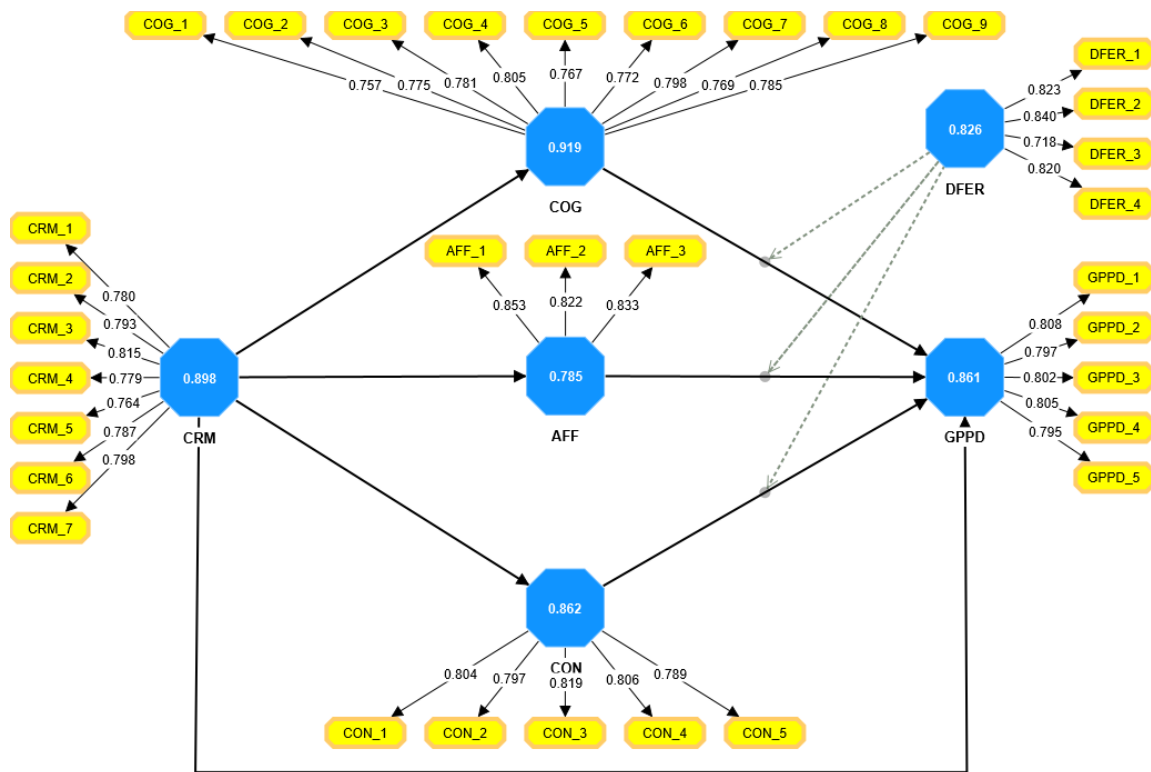 COG_1 COG_2 COG_3 COG_4 COG_5 COG_6 COG_7 COG_8 COG_9
0.757 0.775 0.781 0.805 0.767 0.772 0.798 0.769 0.785
0.919
COG
DFER_1
DFER_2
DFER_3
DFER_4
0.823
0.840
0.718
0.820
0.826
DFER
CRM_1
CRM_2
CRM_3
CRM_4
CRM_5
CRM_6
CRM_7
0.780
0.793
0.815
0.779
0.764
0.787
0.798
0.898
CRM
AFF_1 AFF_2 AFF_3
0.853 0.822 0.833
0.785
AFF
GPPD_1
GPPD_2
GPPD_3
GPPD_4
GPPD_5
0.808
0.797
0.802
0.805
0.795
0.861
GPPD
0.862
CON
0.804 0.797 0.819 0.806 0.789
CON_1 CON_2 CON_3 CON_4 CON_5